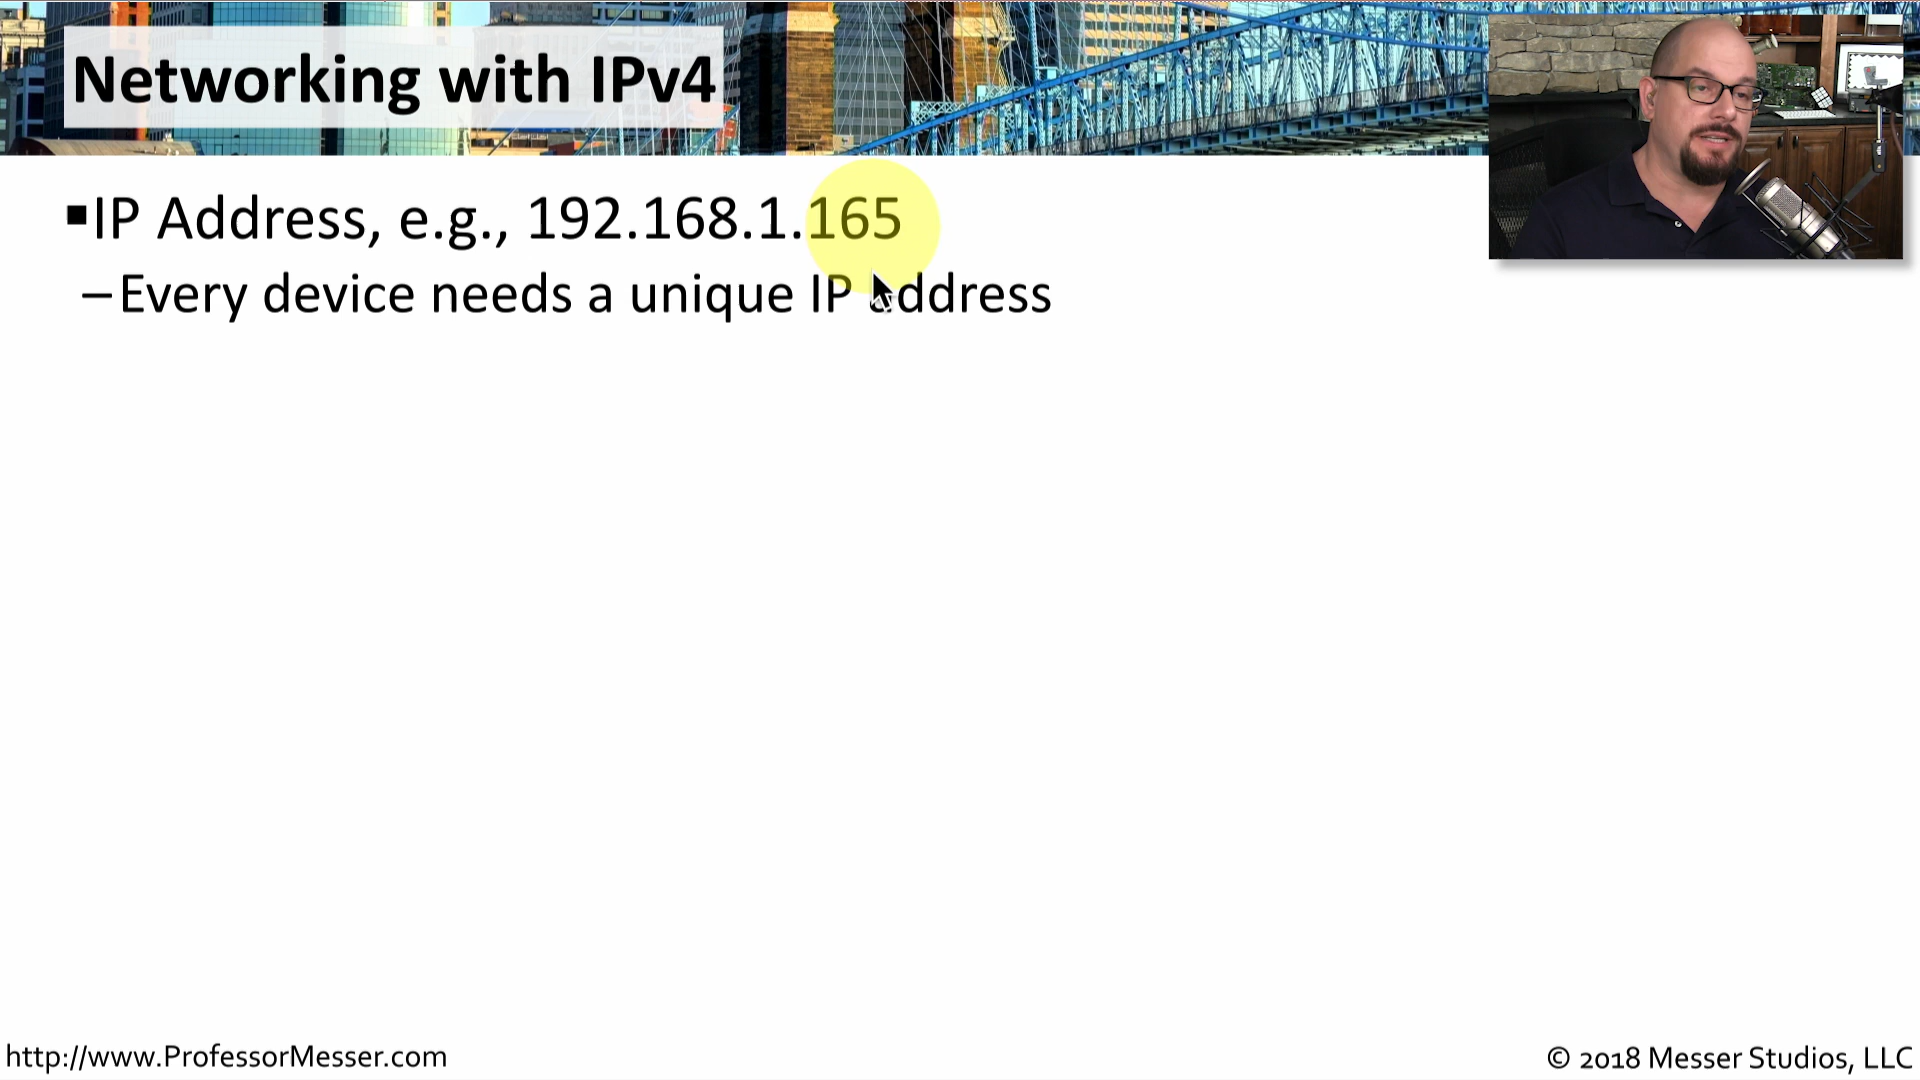 Networking with IPv4
▪IP Address, e.g., 192.168.1.165
–Every device needs a unique IP address
http://www.ProfessorMesser.com
© 2018 Messer Studios, LLC